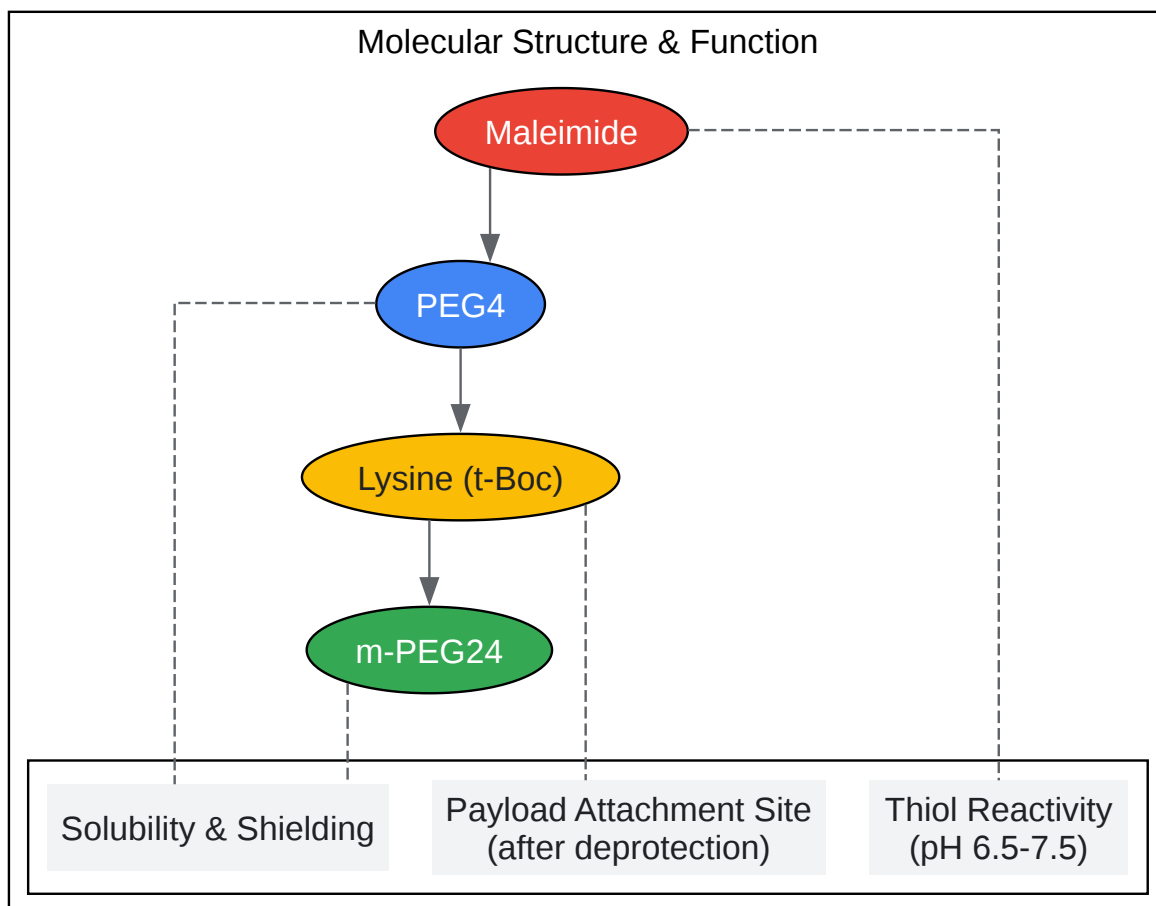 Molecular Structure & Function
Maleimide
PEG4
Lysine (t-Boc)
m-PEG24
Solubility & Shielding
Payload Attachment Site
(after deprotection)
Thiol Reactivity
(pH 6.5-7.5)